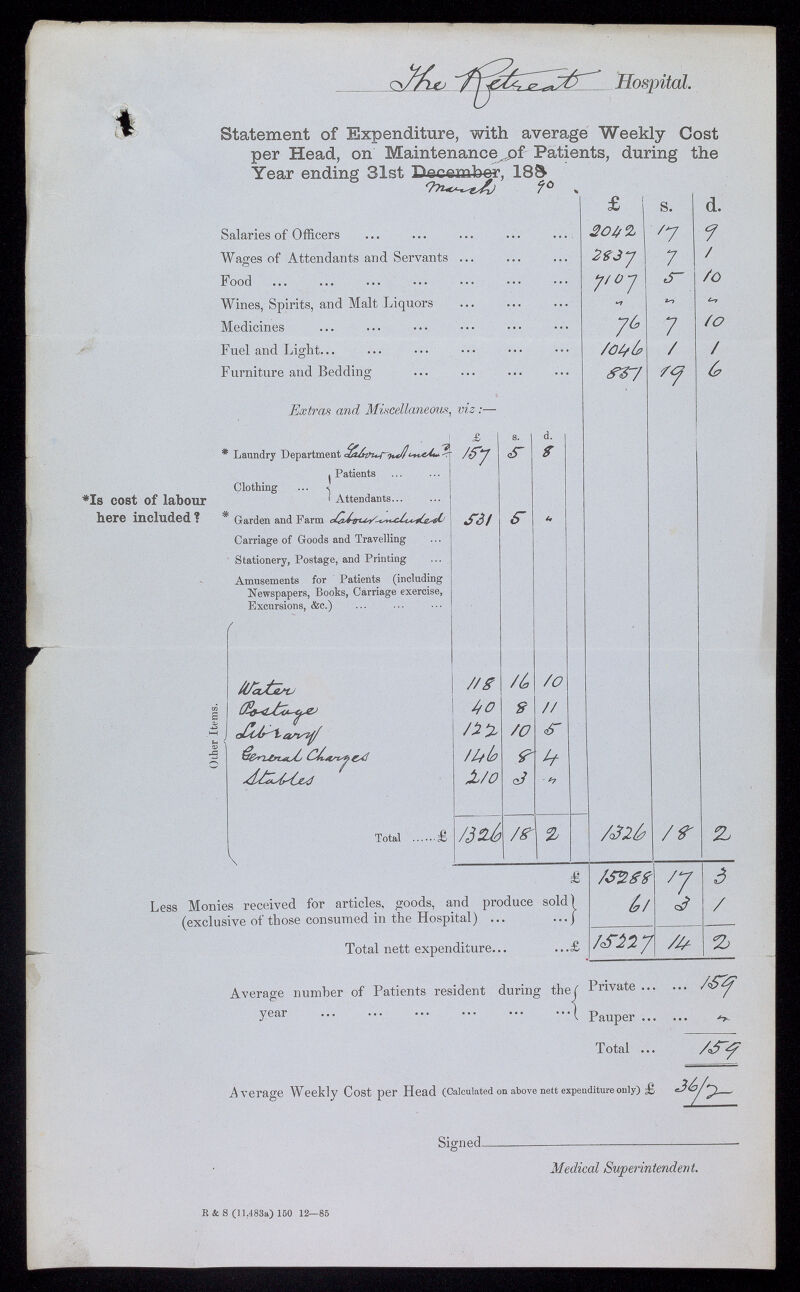 The Retreat Hospital.
Statement of Expenditure, with average Weekly Cost
per Head, on Maintenance of Patients, during the
Year ending 31st December, 188
March 90
£ s. d.
Salaries of Officers ... ... ... ... ... 2042 17 9
Wages of Attendants and Servants ... ... ... 2837 7 1
Food ... ... ... ... ... ... ... 7107 5 10
Wines, Spirits, and Malt Liquors ... ... ... " " "
Medicines ... ... ... ... ... ... 76 7 10
Fuel and Light... ... ... ... ... ... 1046 1 1
Furniture and Bedding ... ... ... ... 851 19 6
Extras and Miscellaneous, viz :—
£ s. d.
* Laundry Department Labour not inclu.d 157 5 8
Clothing ... { Patients ... ...
Attendants... ...
*Is cost of labour
here included?
* Garden and Farm Labour included 531 5 "
Carriage of Goods and Travelling ...
Stationery, Postage, and Printing ...
Amusements for Patients (including
Newspapers, Books, Carriage exercise,
Excursions, &c.) ... ... ...
Other Items.
Water 118 16 10
Postage 40 8 11
Library 122 10 5
General Charges 146 8 4
Stables 210 3 "
Total ......£ 1326 18 2 1326 18 2
£ 15288 17 3
Less Monies received for articles, goods, and produce sold }
(exclusive of those consumed in the Hospital) ... ... } 61 3 1
Total nett expenditure... ...£ 15227 14 2
Average number of Patients resident during the { Private ... ... 159
year ... ... ... ... ... ... { Pauper ... ... "
Total ... 159
Average Weekly Cost per Head (Calculated on above nett expenditure only) £ 36/2
Signed
Medical Superintendent.
R & S (11,483a) 150 12—85